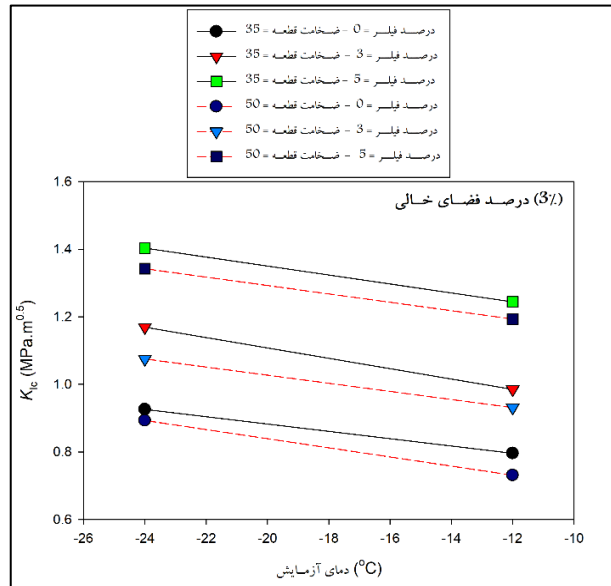 درصد فیلر = 0 - ضخامت قطعه = 35
درصد فیلر = 3 - ضخامت قطعه = 35
درصد فیلر = 5 - ضخامت قطعه = 35
درصد فیلر = 0 - ضخامت قطعه = 50
درصد فیلر = 3 - ضخامت قطعه = 50
درصد فیلر = 5 - ضخامت قطعه = 50
(3%) درصد فضای خالی
KIc (MPa.m0.5)
1.6
1.4
1.2
1.0
0.8
0.6
-26 -24 -22 -20 -18 -16 -14 -12 -10
دمای آزمایش (oC)